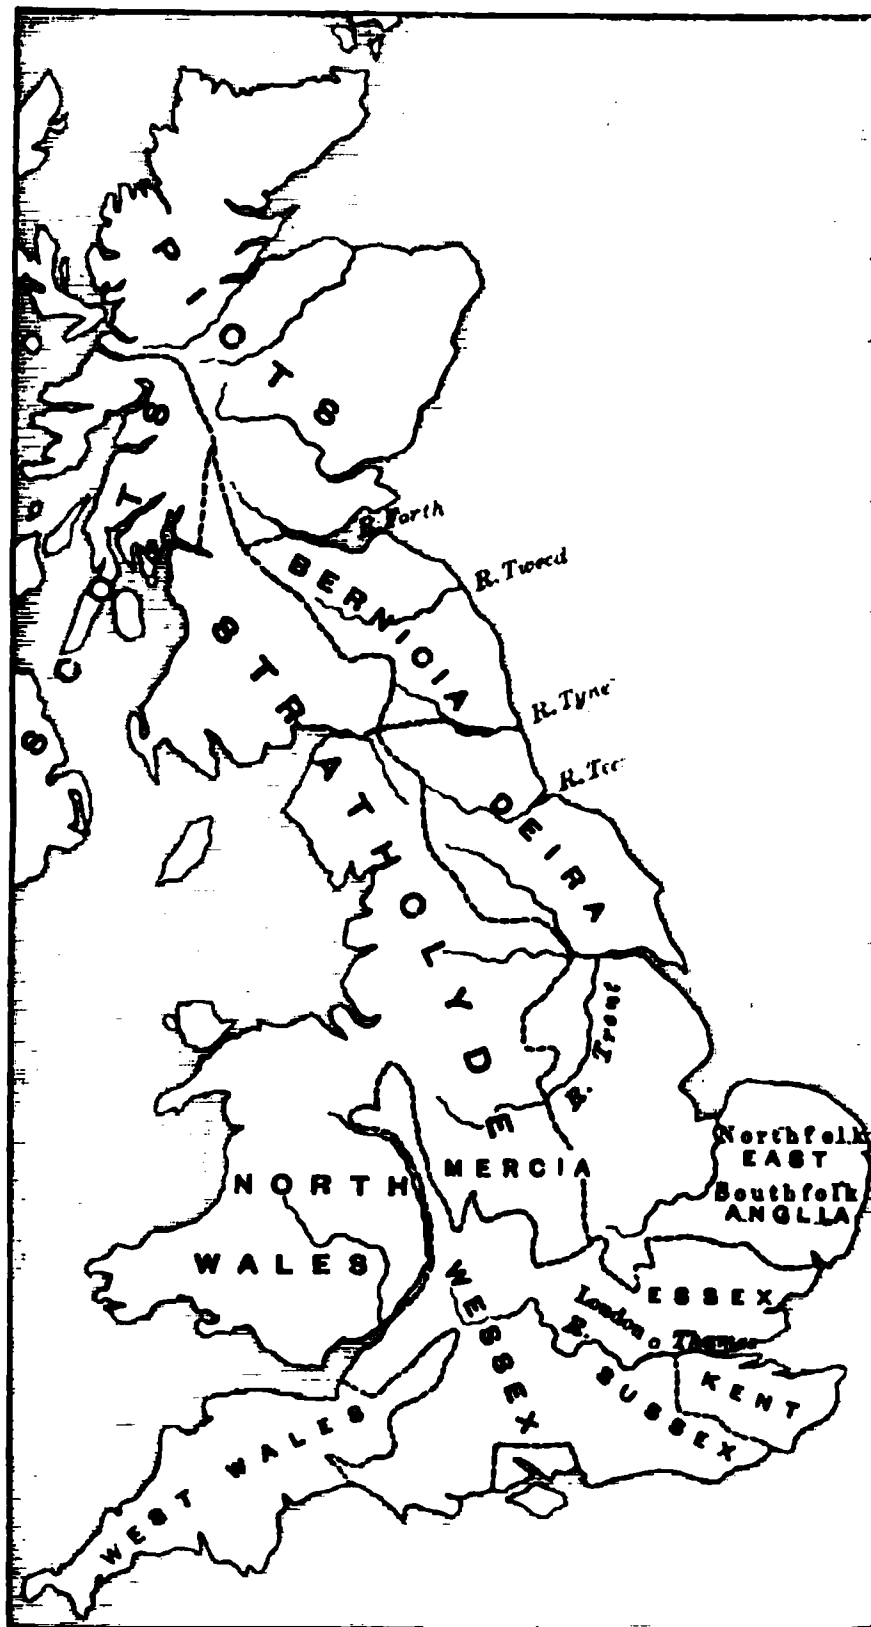 PICTS
SCOTS
R. Forth
BERNICIA
R. Tweed
STRATHCLYDE
R. Tyne
R. Tees
DEIRA
R. Trent
Northfolk
EAST
Southfolk
ANGLIA
MERCIA
NORTH
WALES
WESSEX
ESSEX
London
R. Thames
KENT
SUSSEX
WEST WALES